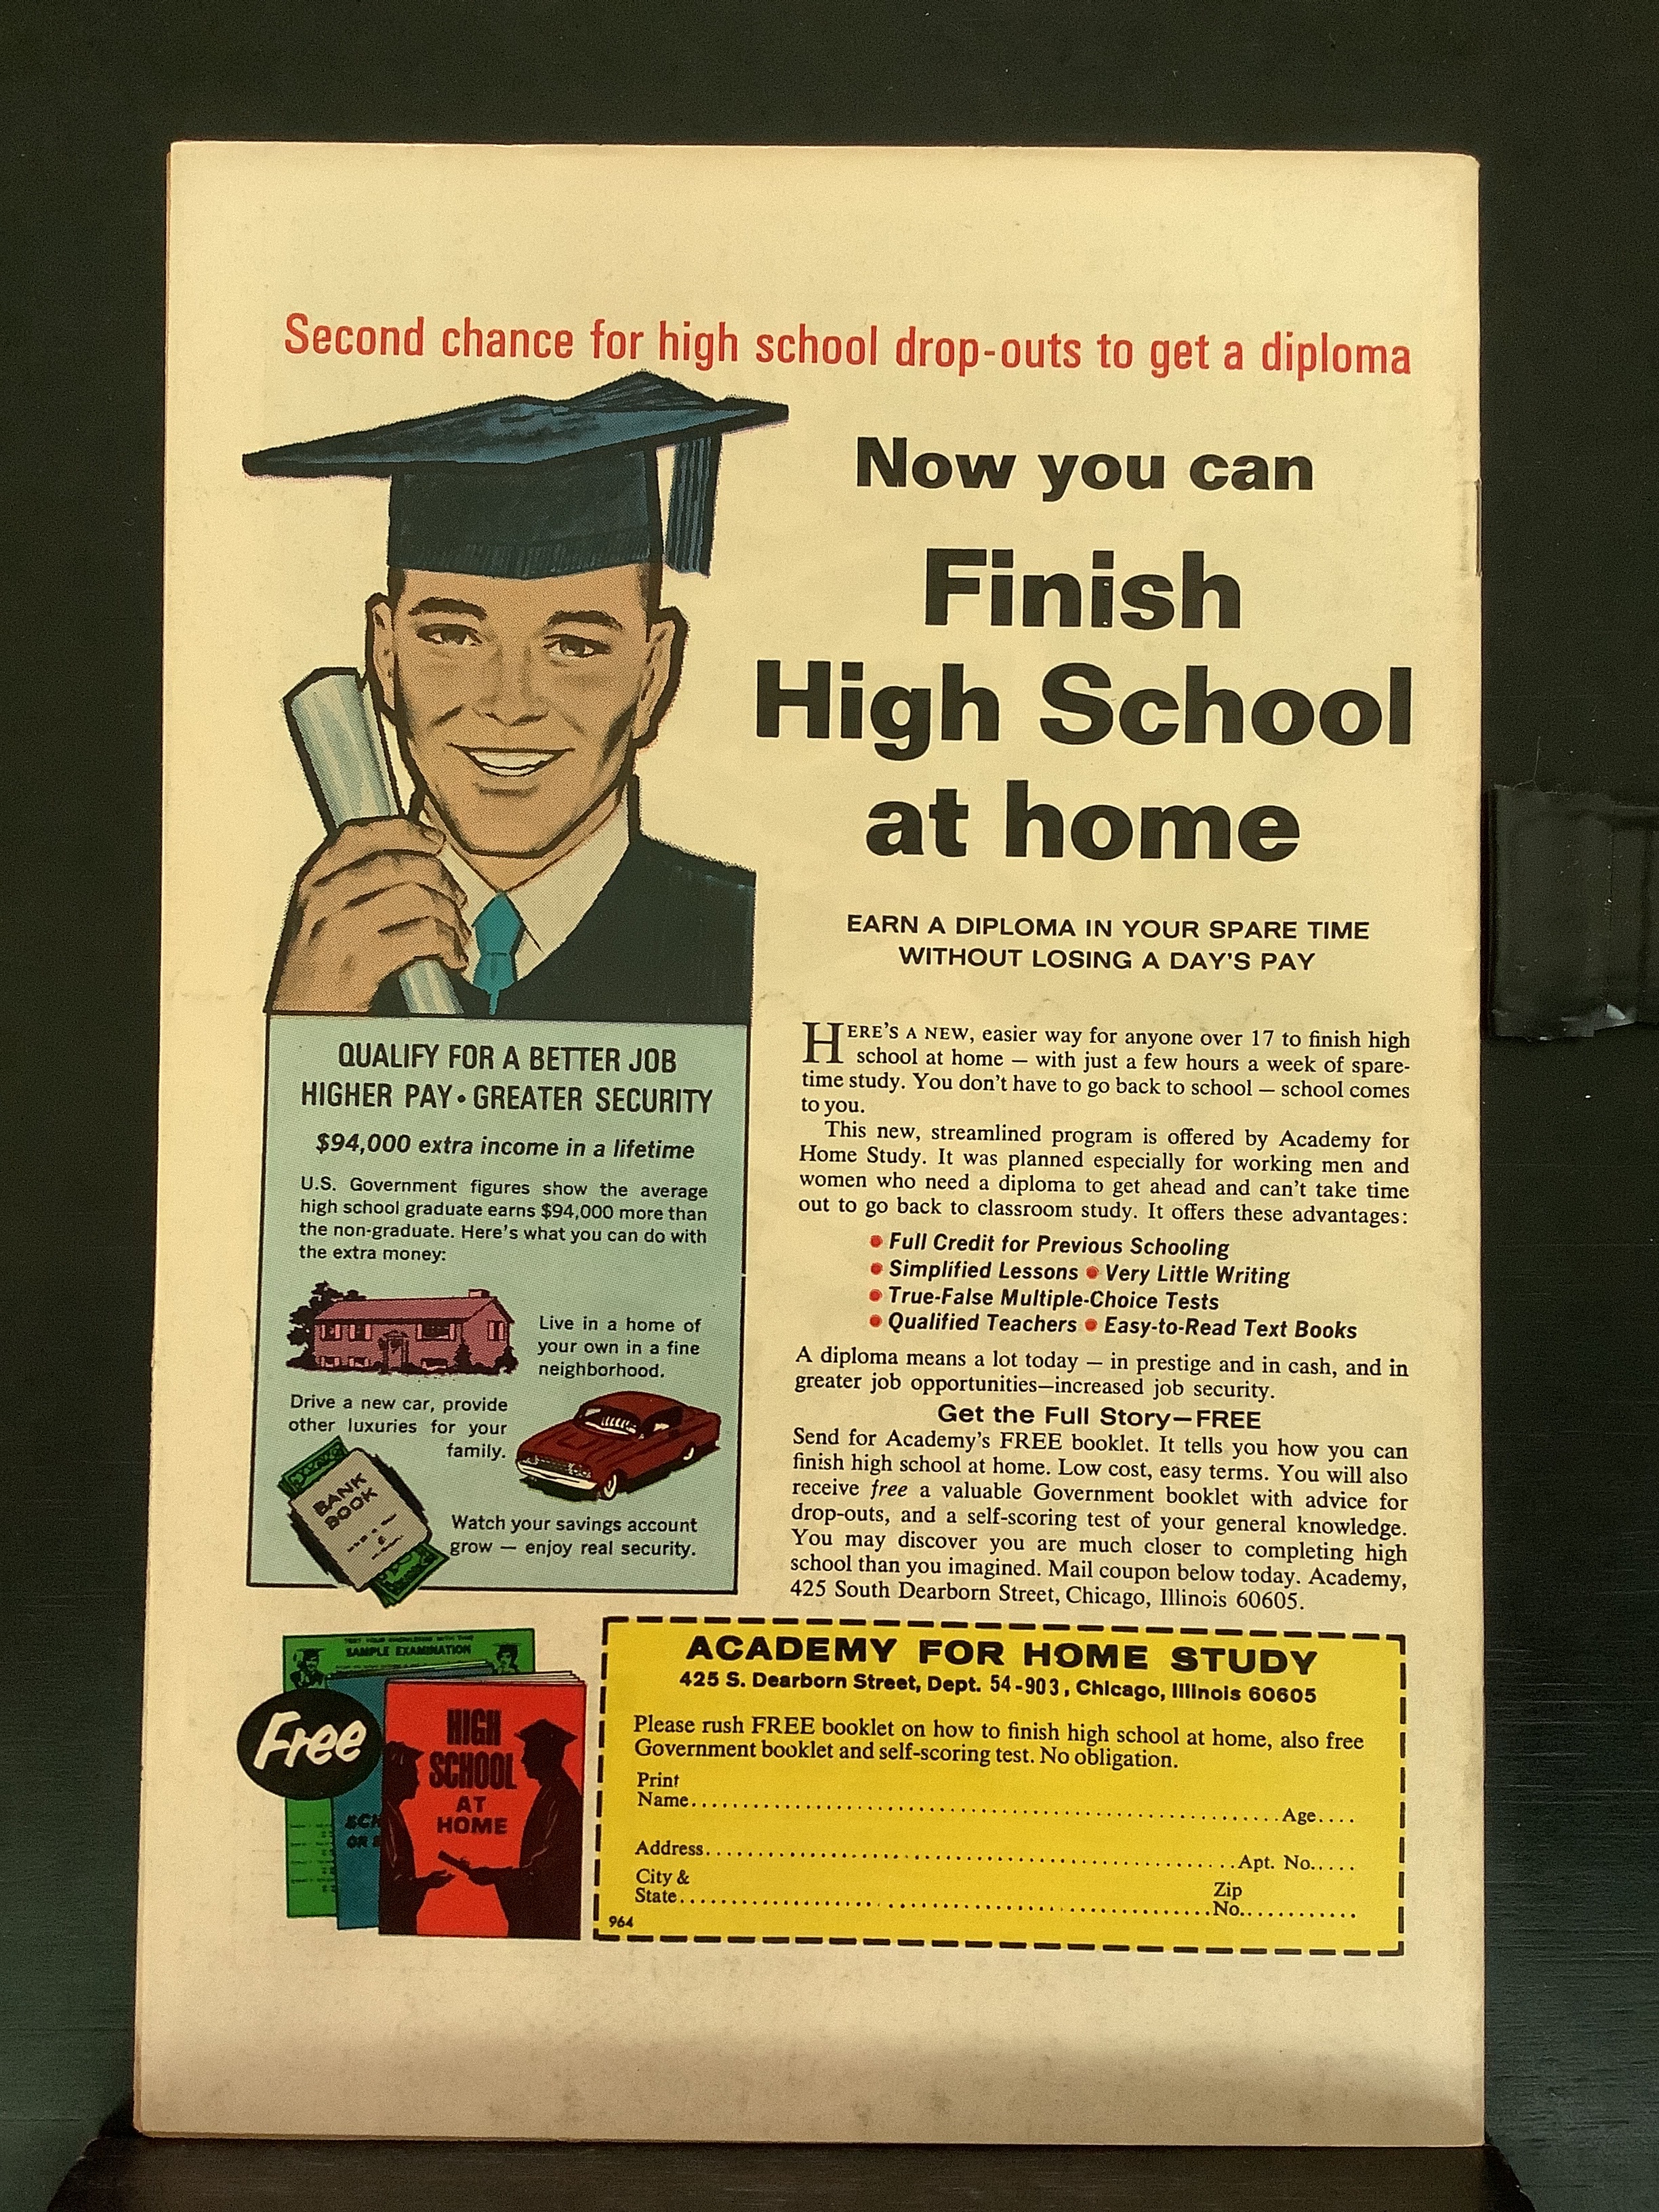 Second chance for high school drop-outs to get a diploma
Now you can
Finish
High School
at home
EARN A DIPLOMA IN YOUR SPARE TIME
WITHOUT LOSING A DAY'S PAY
HERE'S A NEW, easier way for anyone over 17 to finish high
school at home — with just a few hours a week of spare-
time study. You don't have to go back to school — school comes
to you.
This new, streamlined program is offered by Academy for
Home Study. It was planned especially for working men and
women who need a diploma to get ahead and can't take time
out to go back to classroom study. It offers these advantages:
• Full Credit for Previous Schooling
• Simplified Lessons • Very Little Writing
• True-False Multiple-Choice Tests
• Qualified Teachers • Easy-to-Read Text Books
A diploma means a lot today — in prestige and in cash, and in
greater job opportunities—increased job security.
Get the Full Story—FREE
Send for Academy's FREE booklet. It tells you how you can
finish high school at home. Low cost, easy terms. You will also
receive free a valuable Government booklet with advice for
drop-outs, and a self-scoring test of your general knowledge.
You may discover you are much closer to completing high
school than you imagined. Mail coupon below today. Academy,
425 South Dearborn Street, Chicago, Illinois 60605.
QUALIFY FOR A BETTER JOB
HIGHER PAY • GREATER SECURITY
$94,000 extra income in a lifetime
U.S. Government figures show the average
high school graduate earns $94,000 more than
the non-graduate. Here's what you can do with
the extra money:
Live in a home of
your own in a fine
neighborhood.
Drive a new car, provide
other luxuries for your
family.
BANK
BOOK
Watch your savings account
grow — enjoy real security.
TEST YOUR KNOWLEDGE WITH THIS
SAMPLE EXAMINATION
Free
HIGH
SCHOOL
AT
HOME
ACADEMY FOR HOME STUDY
425 S. Dearborn Street, Dept. 54-903, Chicago, Illinois 60605
Please rush FREE booklet on how to finish high school at home, also free
Government booklet and self-scoring test. No obligation.
Print
Name........................Age....
Address........................Apt. No.....
City &
State........................Zip No...........
964